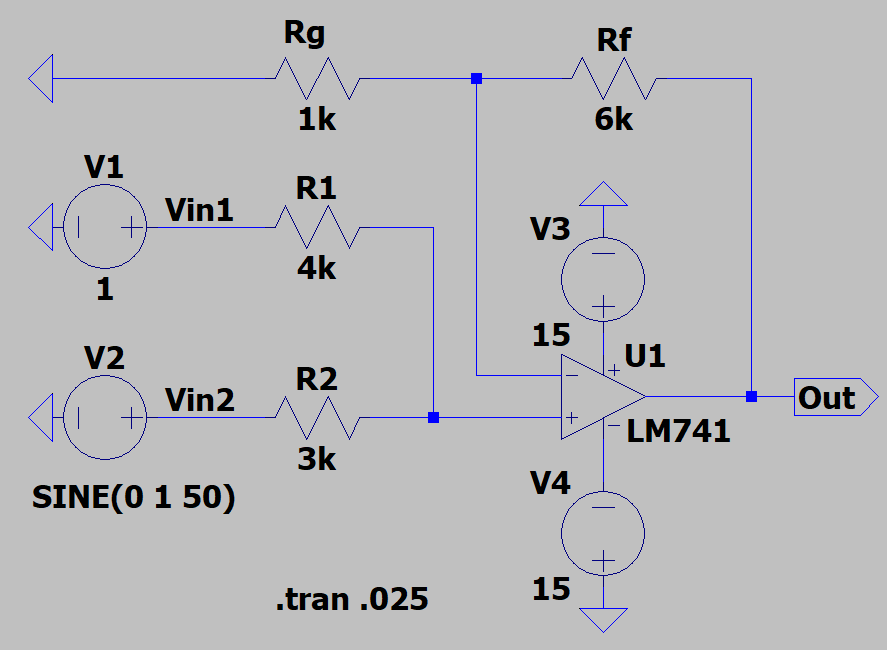 Rg
Rf
1k
6k
V1
Vin1
R1
4k
1
V3
15
U1
V2
Vin2
R2
3k
Out
LM741
SINE(0 1 50)
V4
15
.tran .025